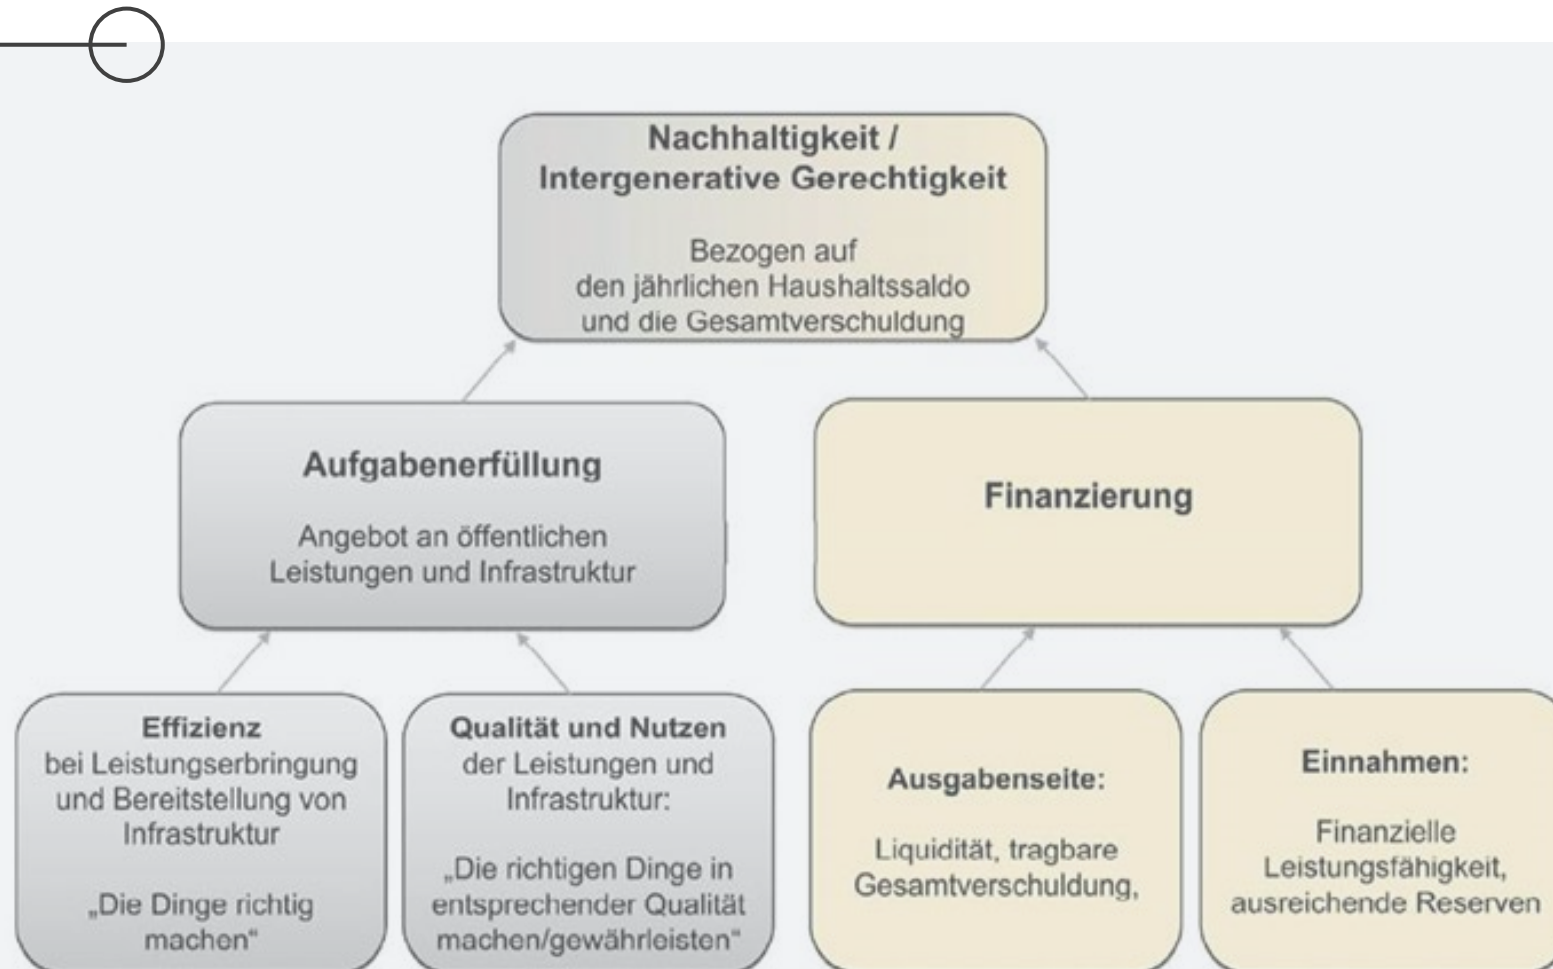 Nachhaltigkeit /
Intergenerative Gerechtigkeit
Bezogen auf
den jährlichen Haushaltssaldo
und die Gesamtverschuldung
Aufgabenerfüllung
Angebot an öffentlichen
Leistungen und Infrastruktur
Finanzierung
Effizienz
bei Leistungserbringung
und Bereitstellung von
Infrastruktur
„Die Dinge richtig
machen“
Qualität und Nutzen
der Leistungen und
Infrastruktur:
„Die richtigen Dinge in
entsprechender Qualität
machen/gewährleisten“
Ausgabenseite:
Liquidität, tragbare
Gesamtverschuldung,
Einnahmen:
Finanzielle
Leistungsfähigkeit,
ausreichende Reserven